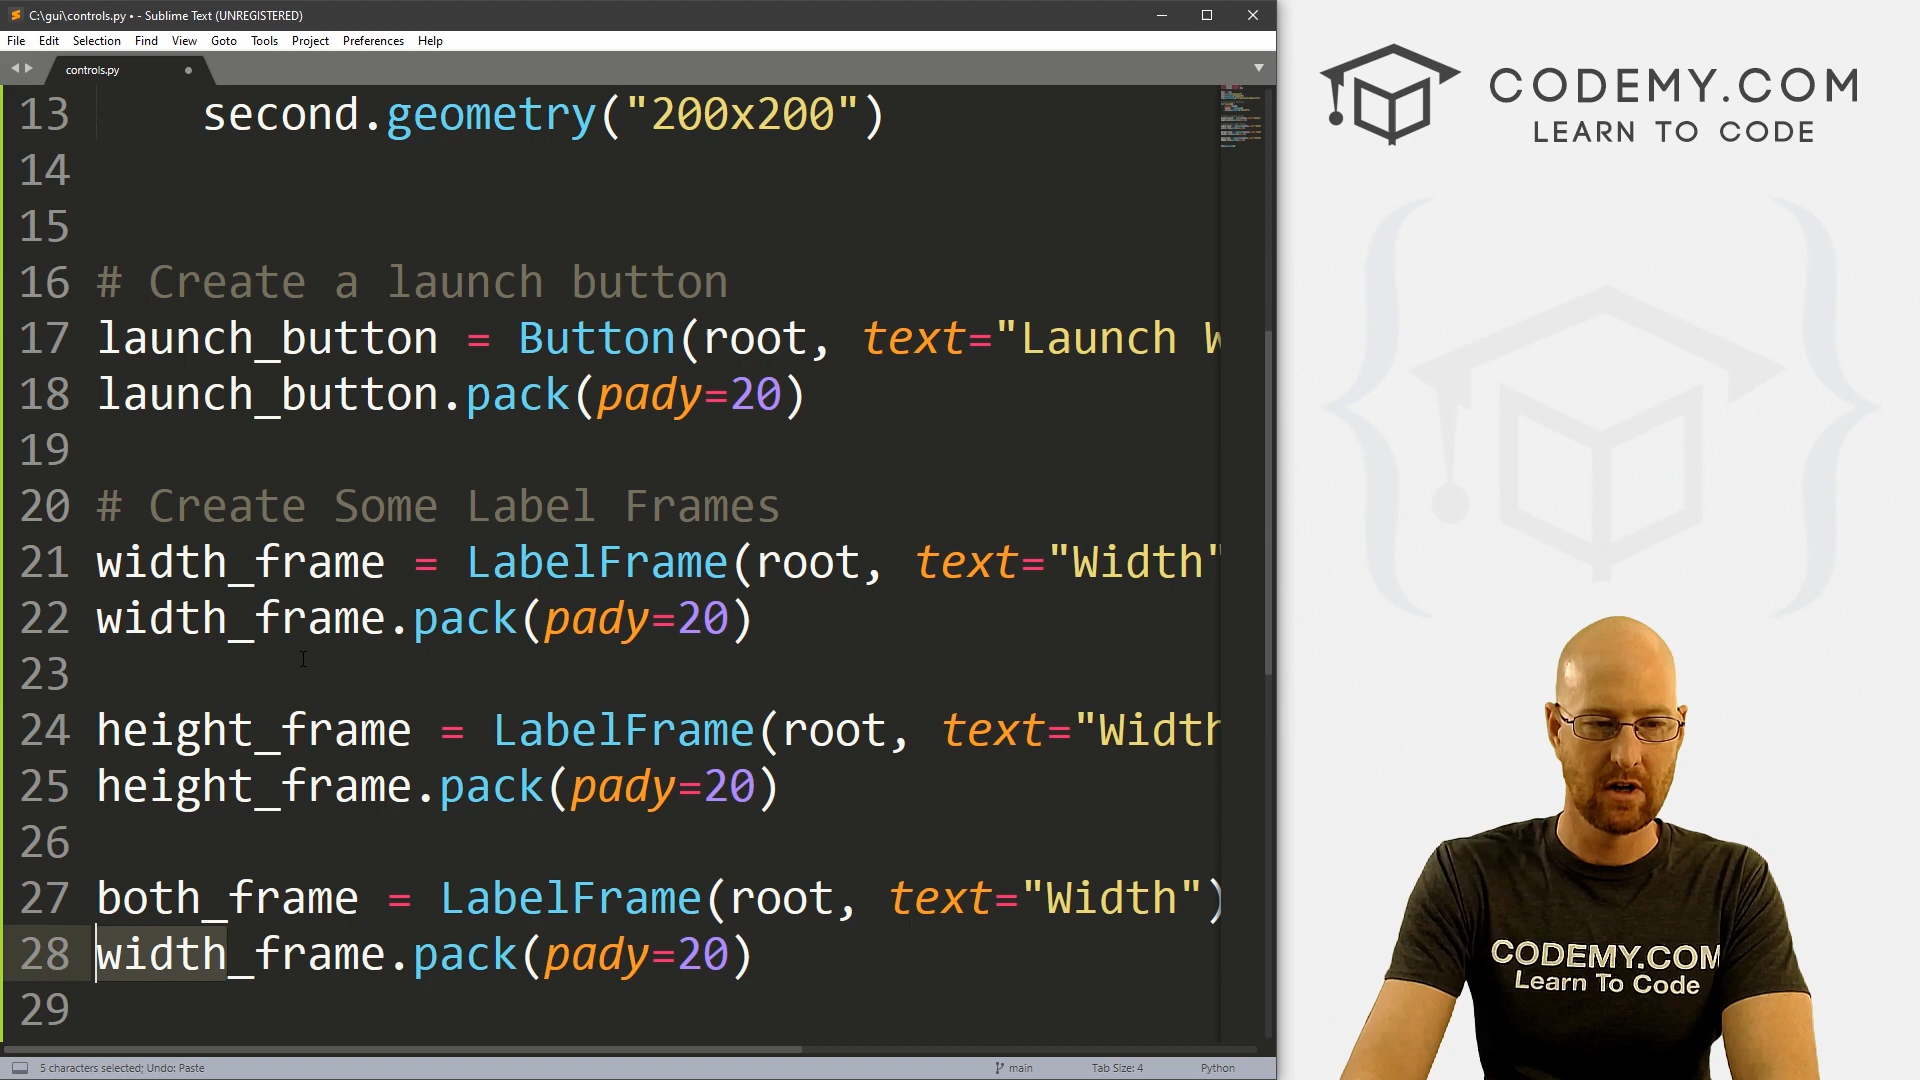 C:\gui\controls.py • - Sublime Text (UNREGISTERED)
File Edit Selection Find View Goto Tools Project Preferences Help
controls.py
13 second.geometry("200x200")
14
15
16 # Create a launch button
17 launch_button = Button(root, text="Launch W
18 launch_button.pack(pady=20)
19
20 # Create Some Label Frames
21 width_frame = LabelFrame(root, text="Width"
22 width_frame.pack(pady=20)
23
24 height_frame = LabelFrame(root, text="Width
25 height_frame.pack(pady=20)
26
27 both_frame = LabelFrame(root, text="Width")
28 width_frame.pack(pady=20)
29
5 characters selected; Undo: Paste main Tab Size: 4 Python
CODEMY.COM
LEARN TO CODE
CODEMY.COM
Learn To Code